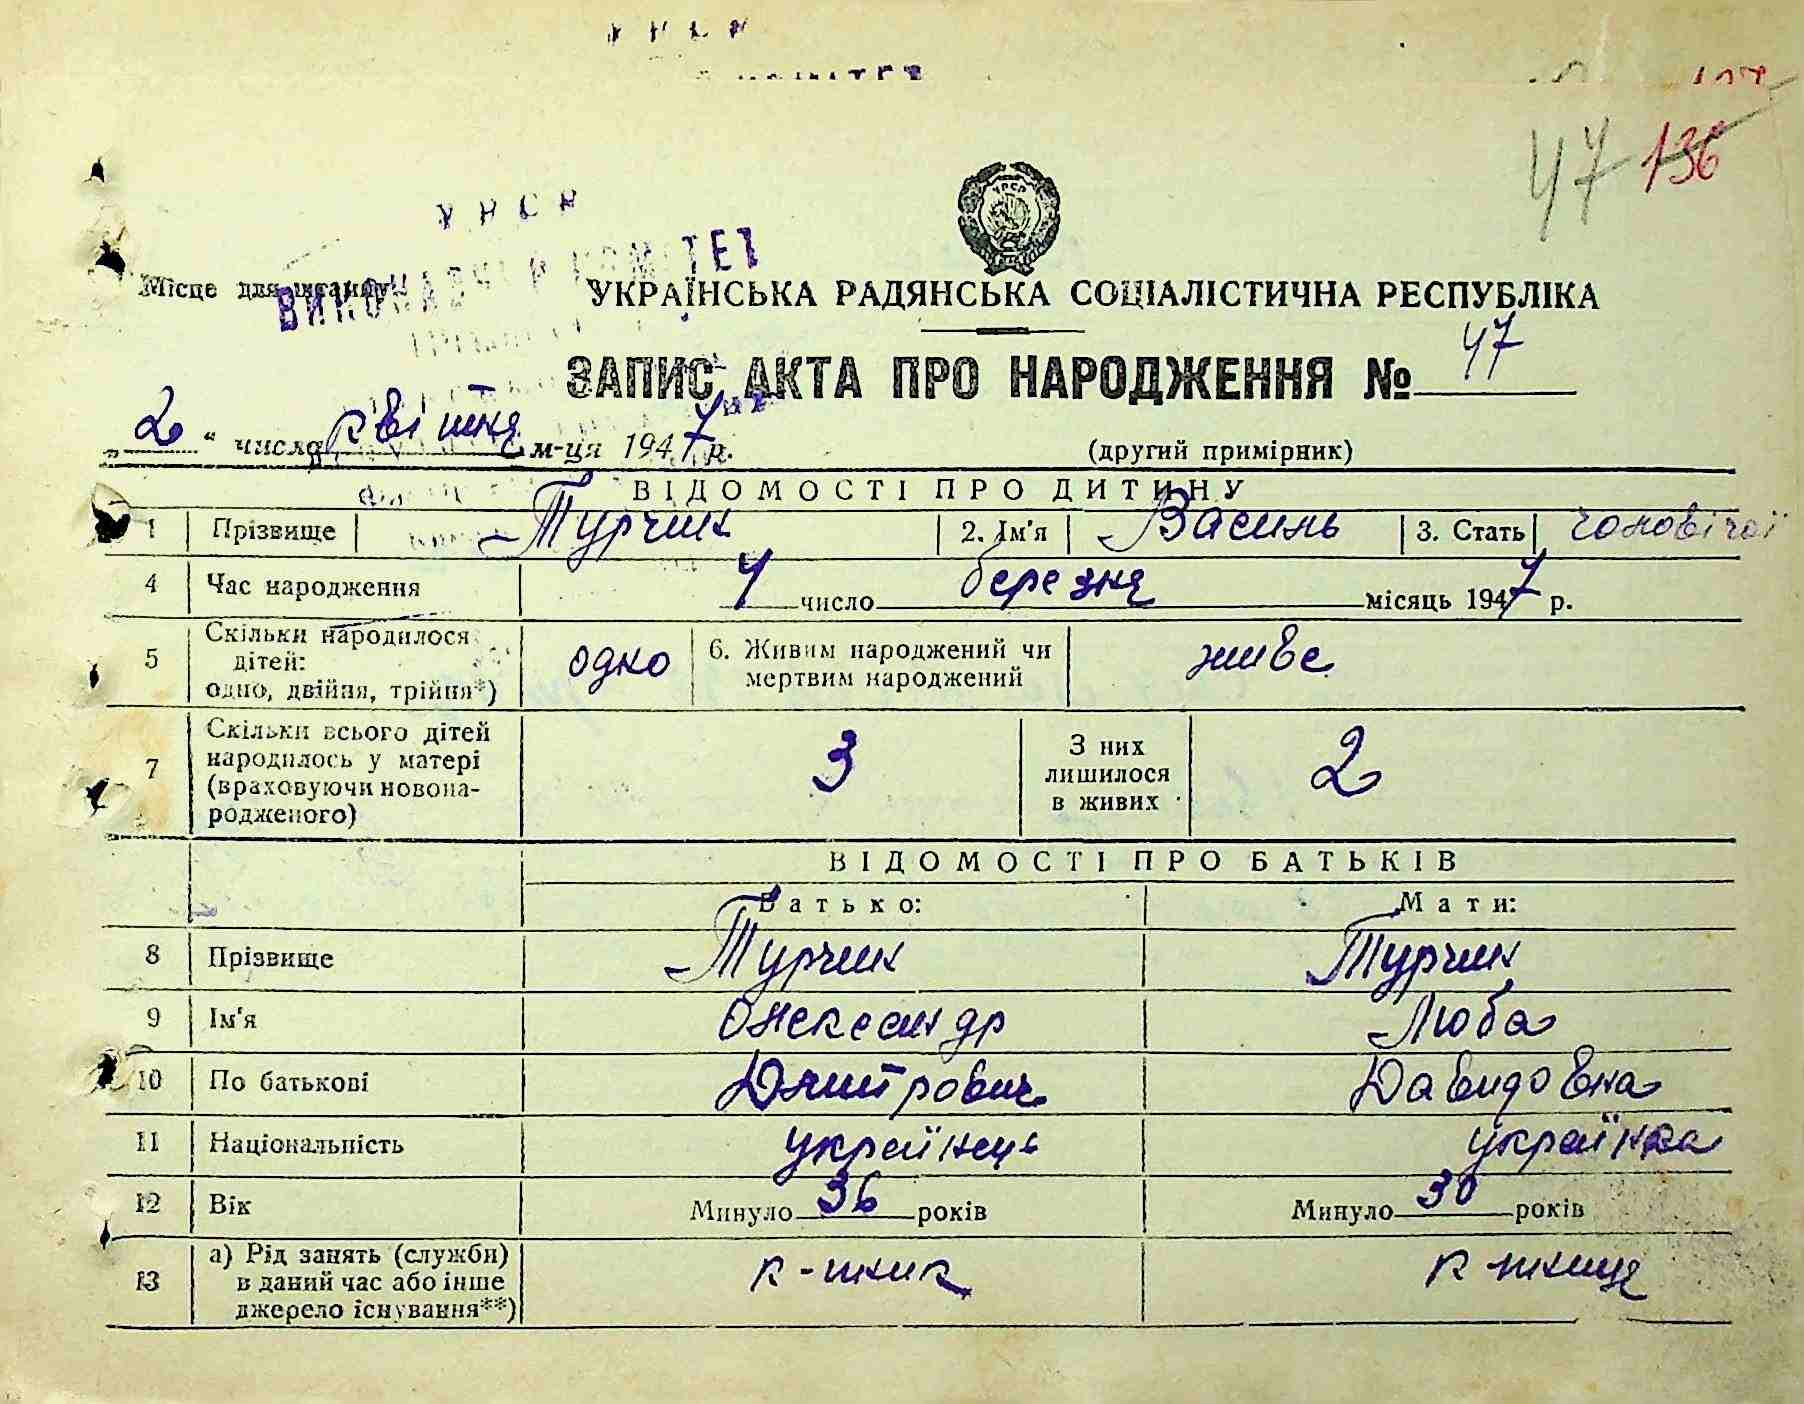 У Н С Р
47 136
У Н С Р
Місце для штампу
ВИКОНАВЧИЙ КОМІТЕТ
УРСР
УКРАЇНСЬКА РАДЯНСЬКА СОЦІАЛІСТИЧНА РЕСПУБЛІКА
ЗАПИС АКТА ПРО НАРОДЖЕННЯ № 47
„2“ числа квітня м-ця 1947 р. (другий примірник)
ВІДОМОСТІ ПРО ДИТИНУ
1 Прізвище Турчин 2. Ім'я Василь 3. Стать чоловічої
4 Час народження 4 число березня місяць 1947 р.
5 Скільки народилося дітей: одно, двійня, трійня*) одно 6. Живим народжений чи мертвим народжений живе
7 Скільки всього дітей народилось у матері (враховуючи новонародженого) 3 З них лишилося в живих 2
ВІДОМОСТІ ПРО БАТЬКІВ
Батько: Мати:
8 Прізвище Турчин Турчин
9 Ім'я Олександр Люба
10 По батькові Дмитрович Давидовна
11 Національність українець українка
12 Вік Минуло 36 років Минуло 30 років
13 а) Рід занять (служби) в даний час або інше джерело існування**) к-шник к-шниця